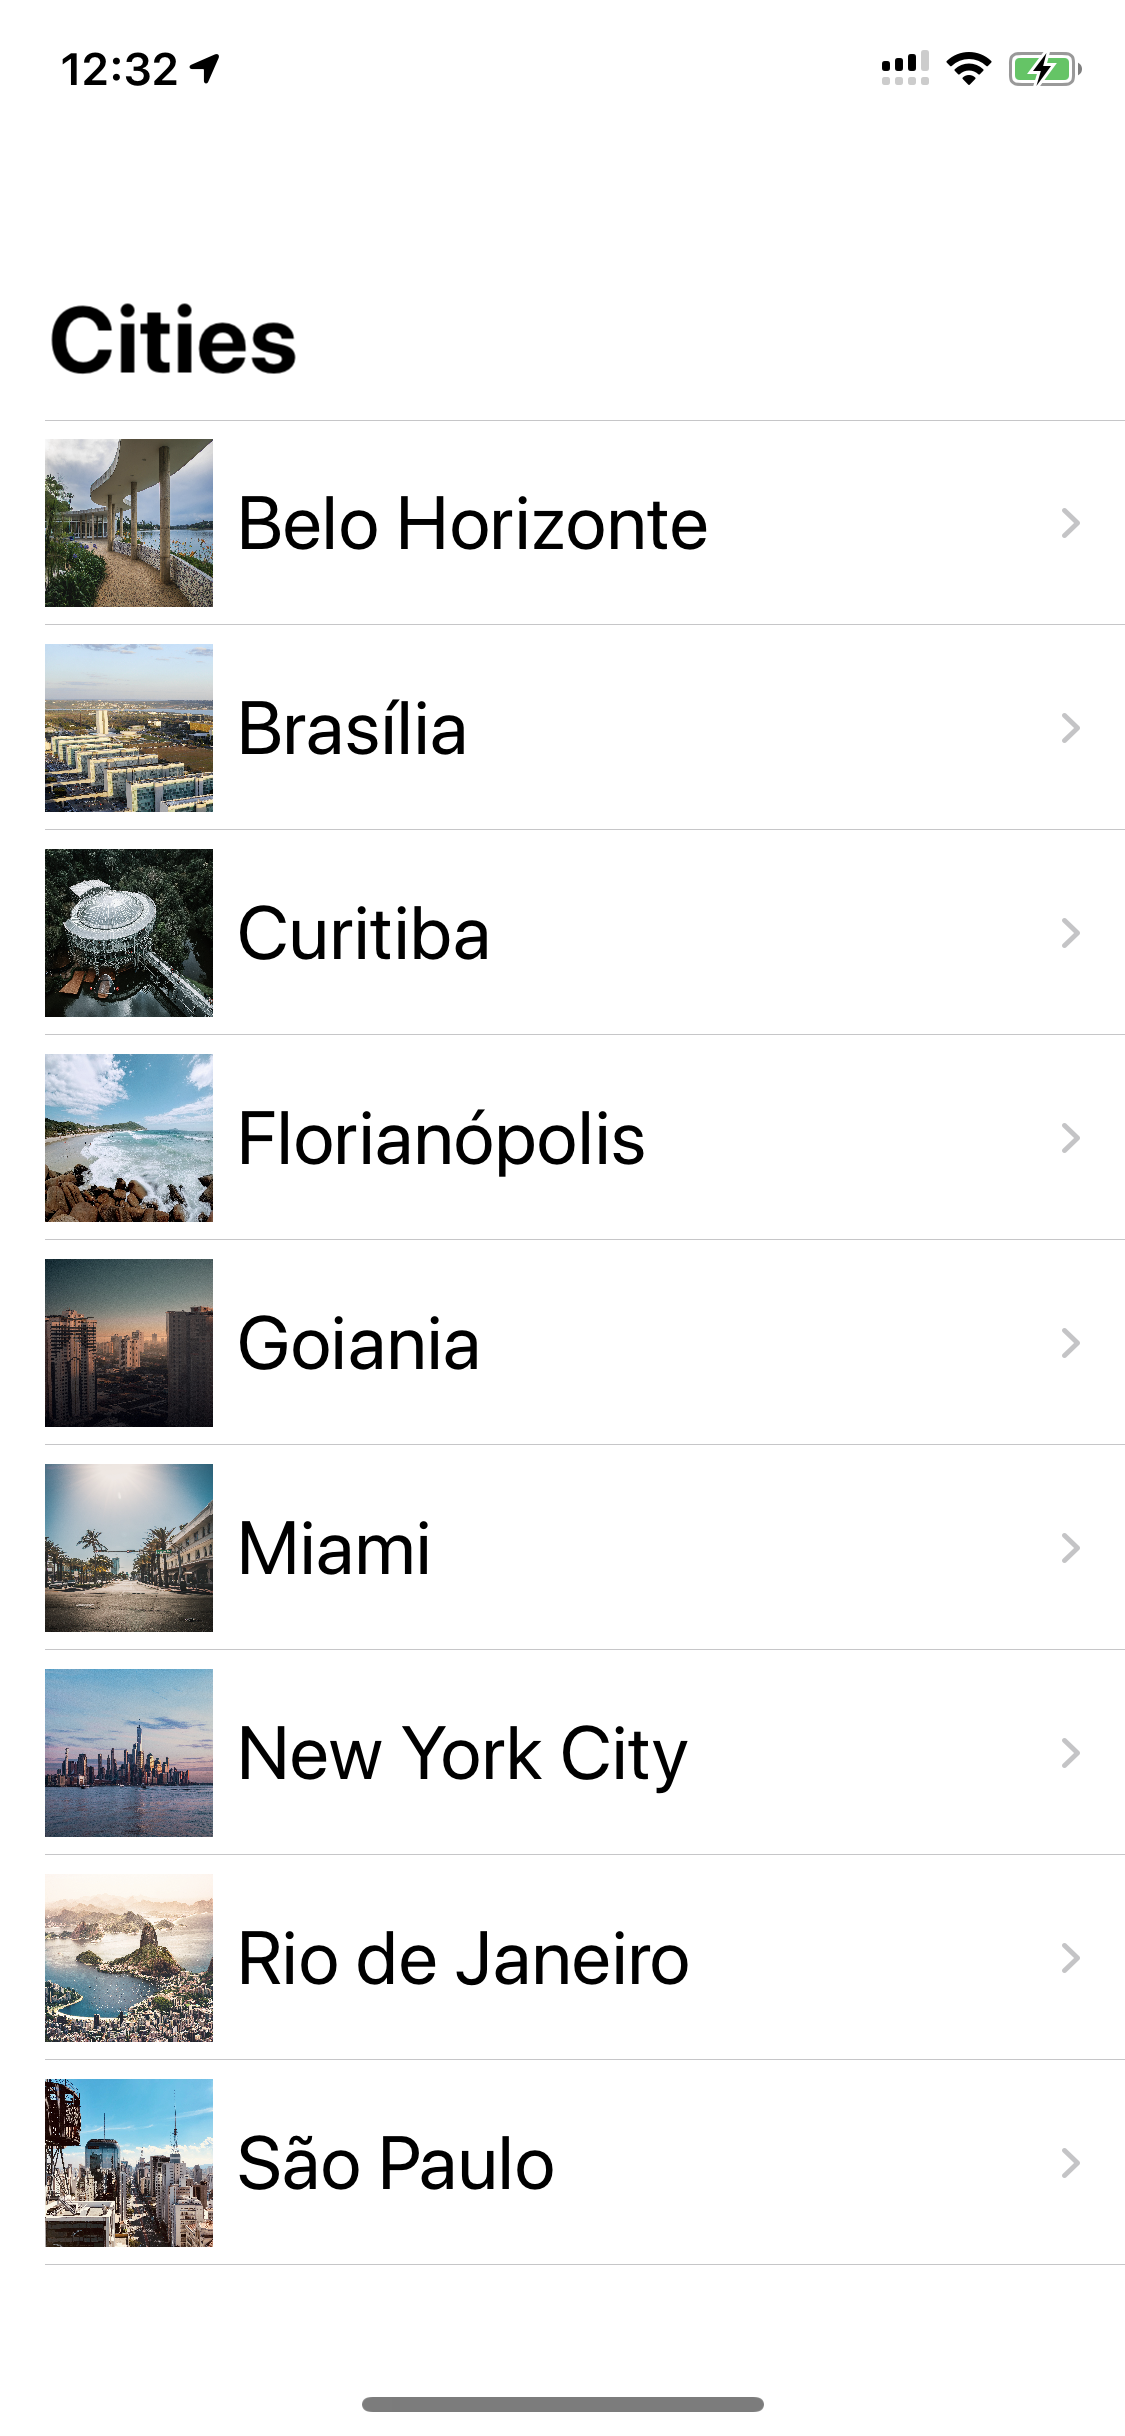 12:32
Cities
Belo Horizonte
Brasília
Curitiba
Florianópolis
Goiania
Miami
New York City
Rio de Janeiro
São Paulo